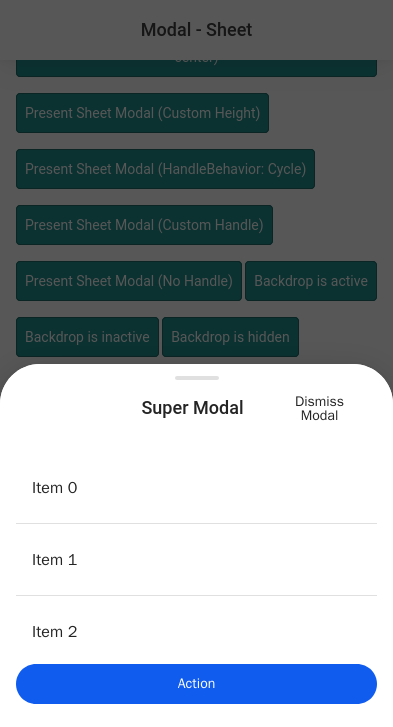 Modal - Sheet
Present Sheet Modal (Custom Height)
Present Sheet Modal (HandleBehavior: Cycle)
Present Sheet Modal (Custom Handle)
Present Sheet Modal (No Handle) Backdrop is active
Backdrop is inactive Backdrop is hidden
Super Modal
Dismiss
Modal
Item 0
Item 1
Item 2
Action